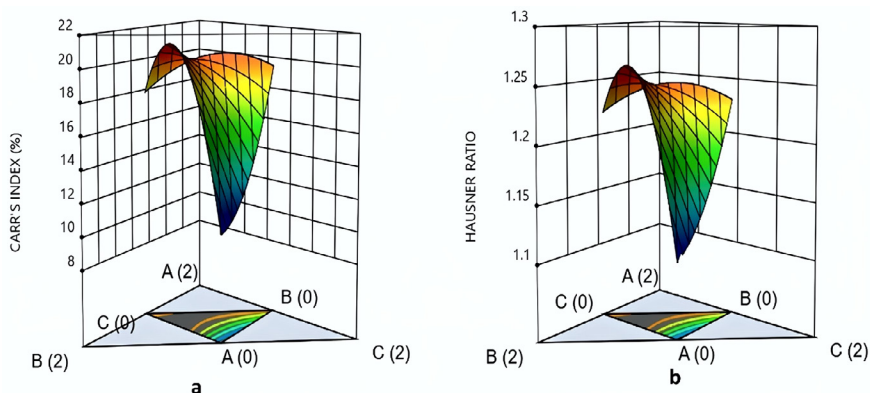 22
20
18
16
14
12
10
8
CARR'S INDEX (%)
A (2)
B (0)
C (0)
A (0)
B (2)
C (2)
a
1.3
1.25
1.2
1.15
1.1
HAUSNER RATIO
A (2)
B (0)
C (0)
A (0)
B (2)
C (2)
b